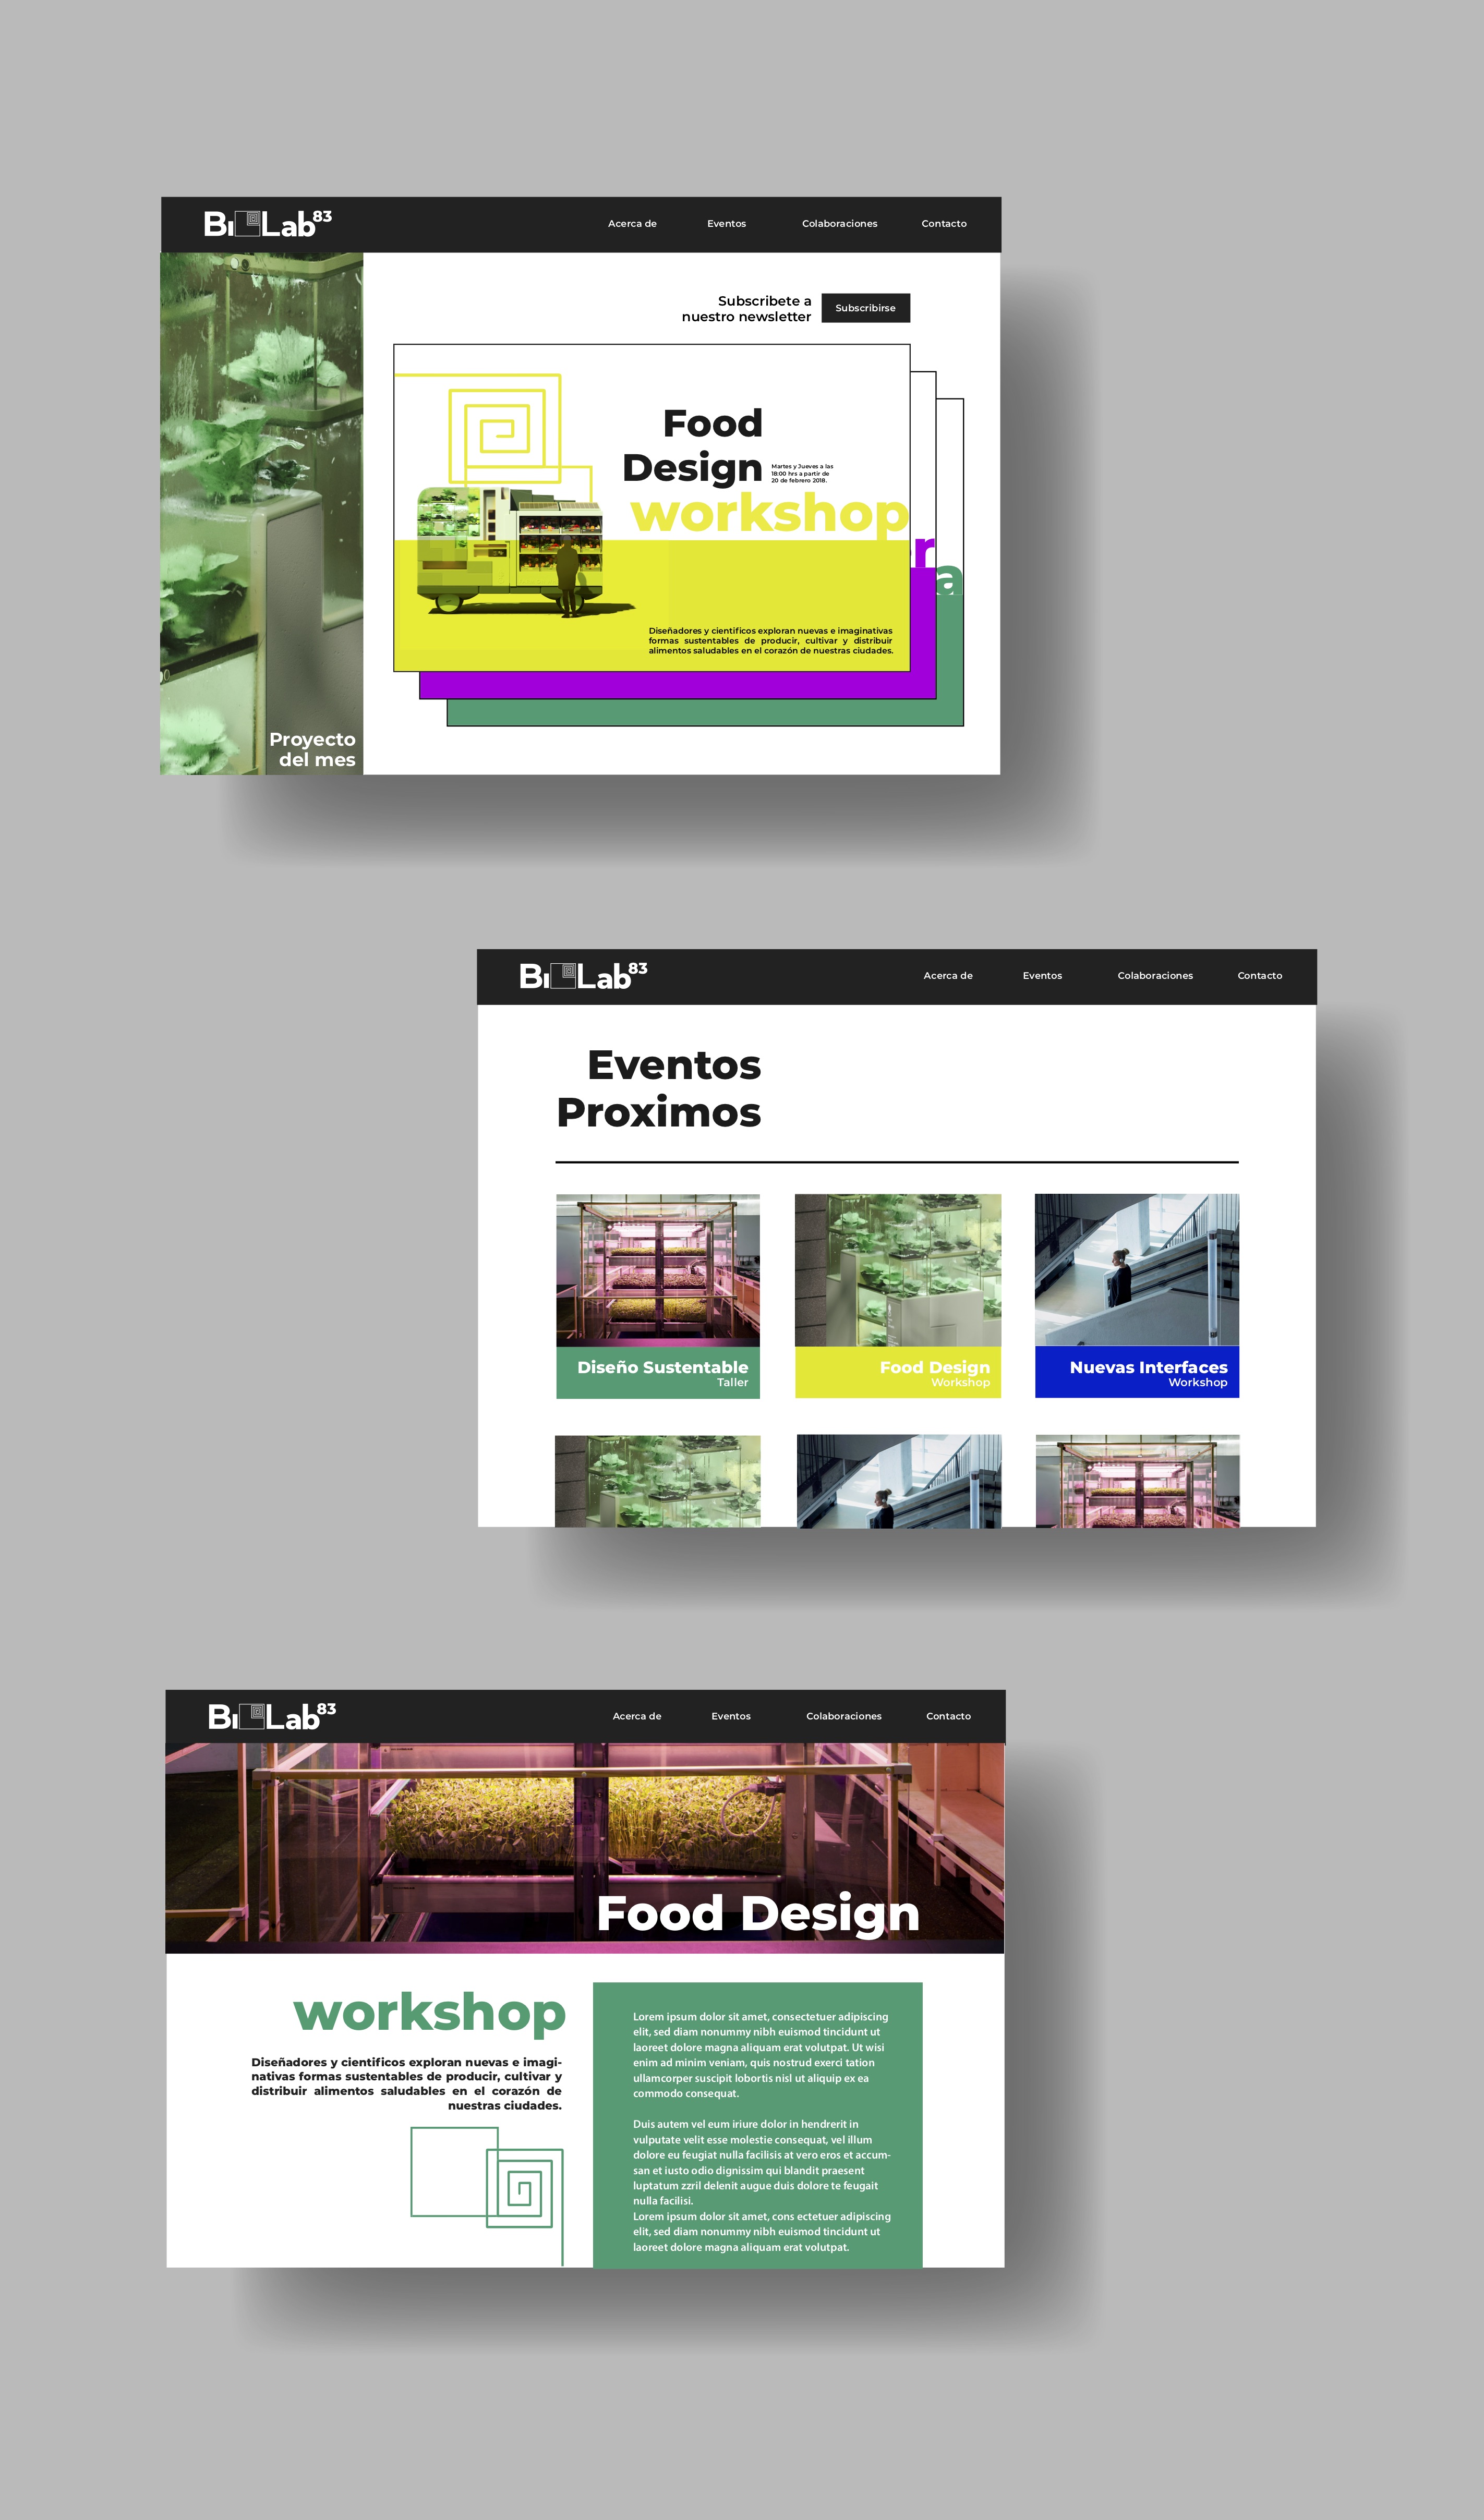 BioLab83
Acerca de Eventos Colaboraciones Contacto
Subscribete a
nuestro newsletter
Subscribirse
Food
Design
Martes y Jueves a las
18:00 hrs a partir de
20 de febrero 2018.
workshop
r
a
Diseñadores y cientificos exploran nuevas e imaginativas
formas sustentables de producir, cultivar y distribuir
alimentos saludables en el corazón de nuestras ciudades.
Proyecto
del mes
BioLab83
Acerca de Eventos Colaboraciones Contacto
Eventos
Proximos
Diseño Sustentable
Taller
Food Design
Workshop
Nuevas Interfaces
Workshop
BioLab83
Acerca de Eventos Colaboraciones Contacto
Food Design
workshop
Diseñadores y cientificos exploran nuevas e imagi-
nativas formas sustentables de producir, cultivar y
distribuir alimentos saludables en el corazón de
nuestras ciudades.
Lorem ipsum dolor sit amet, consectetuer adipiscing
elit, sed diam nonummy nibh euismod tincidunt ut
laoreet dolore magna aliquam erat volutpat. Ut wisi
enim ad minim veniam, quis nostrud exerci tation
ullamcorper suscipit lobortis nisl ut aliquip ex ea
commodo consequat.
Duis autem vel eum iriure dolor in hendrerit in
vulputate velit esse molestie consequat, vel illum
dolore eu feugiat nulla facilisis at vero eros et accum-
san et iusto odio dignissim qui blandit praesent
luptatum zzril delenit augue duis dolore te feugait
nulla facilisi.
Lorem ipsum dolor sit amet, cons ectetuer adipiscing
elit, sed diam nonummy nibh euismod tincidunt ut
laoreet dolore magna aliquam erat volutpat.